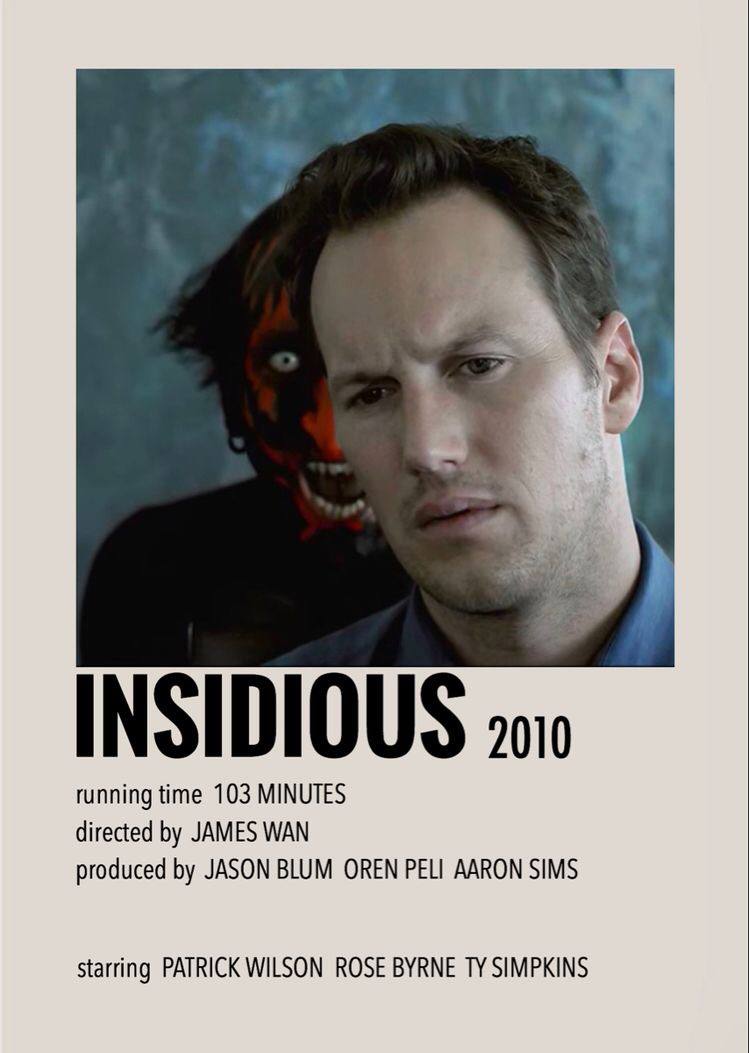 INSIDIOUS 2010
running time 103 MINUTES
directed by JAMES WAN
produced by JASON BLUM OREN PELI AARON SIMS
starring PATRICK WILSON ROSE BYRNE TY SIMPKINS